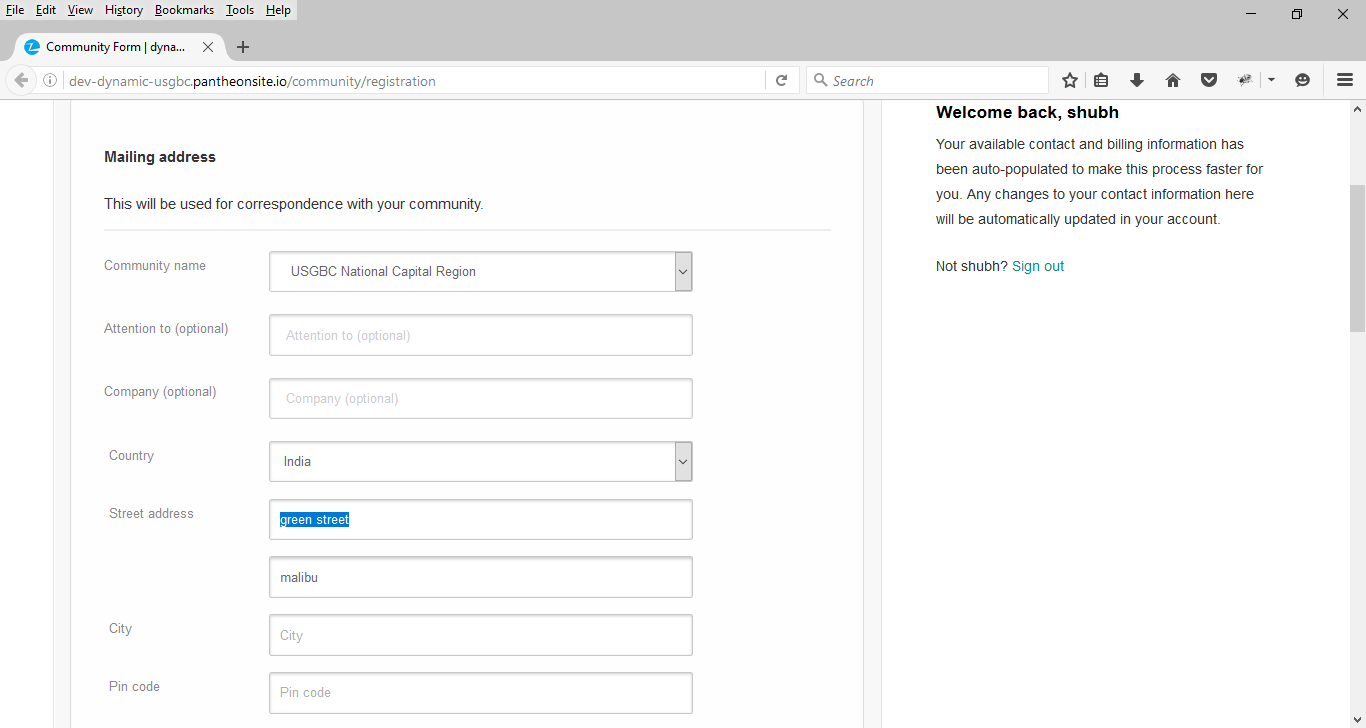 File Edit View History Bookmarks Tools Help
Community Form | dyna...
dev-dynamic-usgbc.pantheonsite.io/community/registration
Search
Mailing address
This will be used for correspondence with your community.
Community name
USGBC National Capital Region
Attention to (optional)
Attention to (optional)
Company (optional)
Company (optional)
Country
India
Street address
green street
malibu
City
City
Pin code
Pin code
Welcome back, shubh
Your available contact and billing information has
been auto-populated to make this process faster for
you. Any changes to your contact information here
will be automatically updated in your account.
Not shubh? Sign out